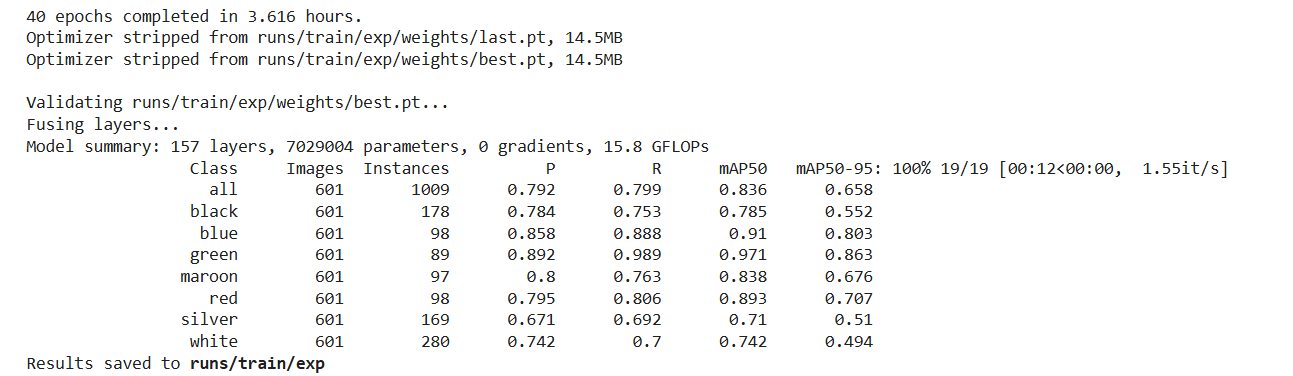 40 epochs completed in 3.616 hours.
Optimizer stripped from runs/train/exp/weights/last.pt, 14.5MB
Optimizer stripped from runs/train/exp/weights/best.pt, 14.5MB
Validating runs/train/exp/weights/best.pt...
Fusing layers...
Model summary: 157 layers, 7029004 parameters, 0 gradients, 15.8 GFLOPs
Class Images Instances P R mAP50 mAP50-95: 100% 19/19 [00:12<00:00, 1.55it/s]
all 601 1009 0.792 0.799 0.836 0.658
black 601 178 0.784 0.753 0.785 0.552
blue 601 98 0.858 0.888 0.91 0.803
green 601 89 0.892 0.989 0.971 0.863
maroon 601 97 0.8 0.763 0.838 0.676
red 601 98 0.795 0.806 0.893 0.707
silver 601 169 0.671 0.692 0.71 0.51
white 601 280 0.742 0.7 0.742 0.494
Results saved to runs/train/exp